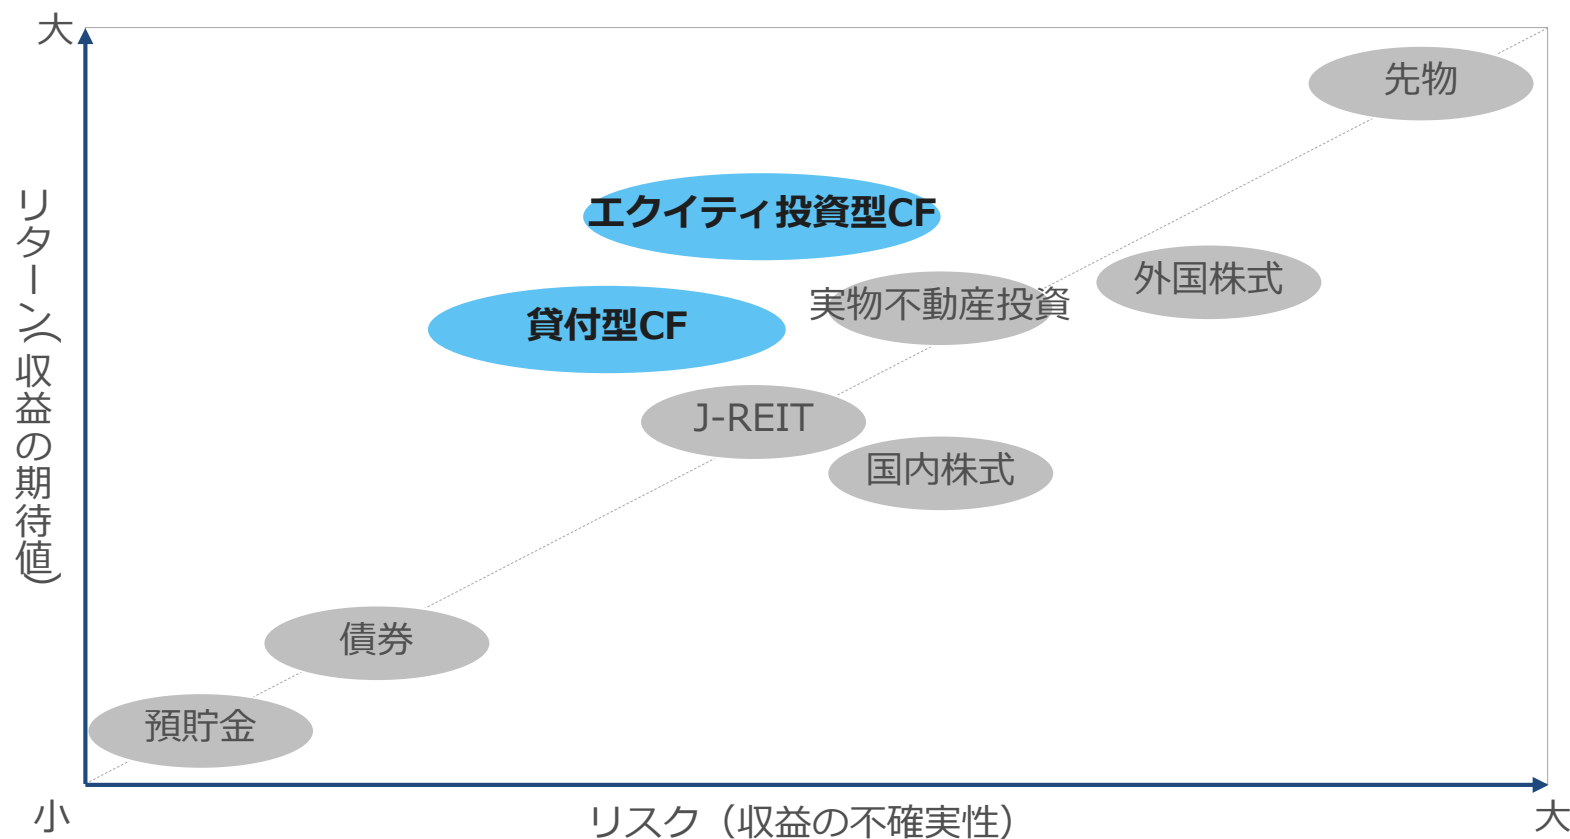 大
先物
エクイティ投資型CF
外国株式
実物不動産投資
貸付型CF
J-REIT
国内株式
リターン（収益の期待値）
債券
預貯金
小
リスク（収益の不確実性）
大